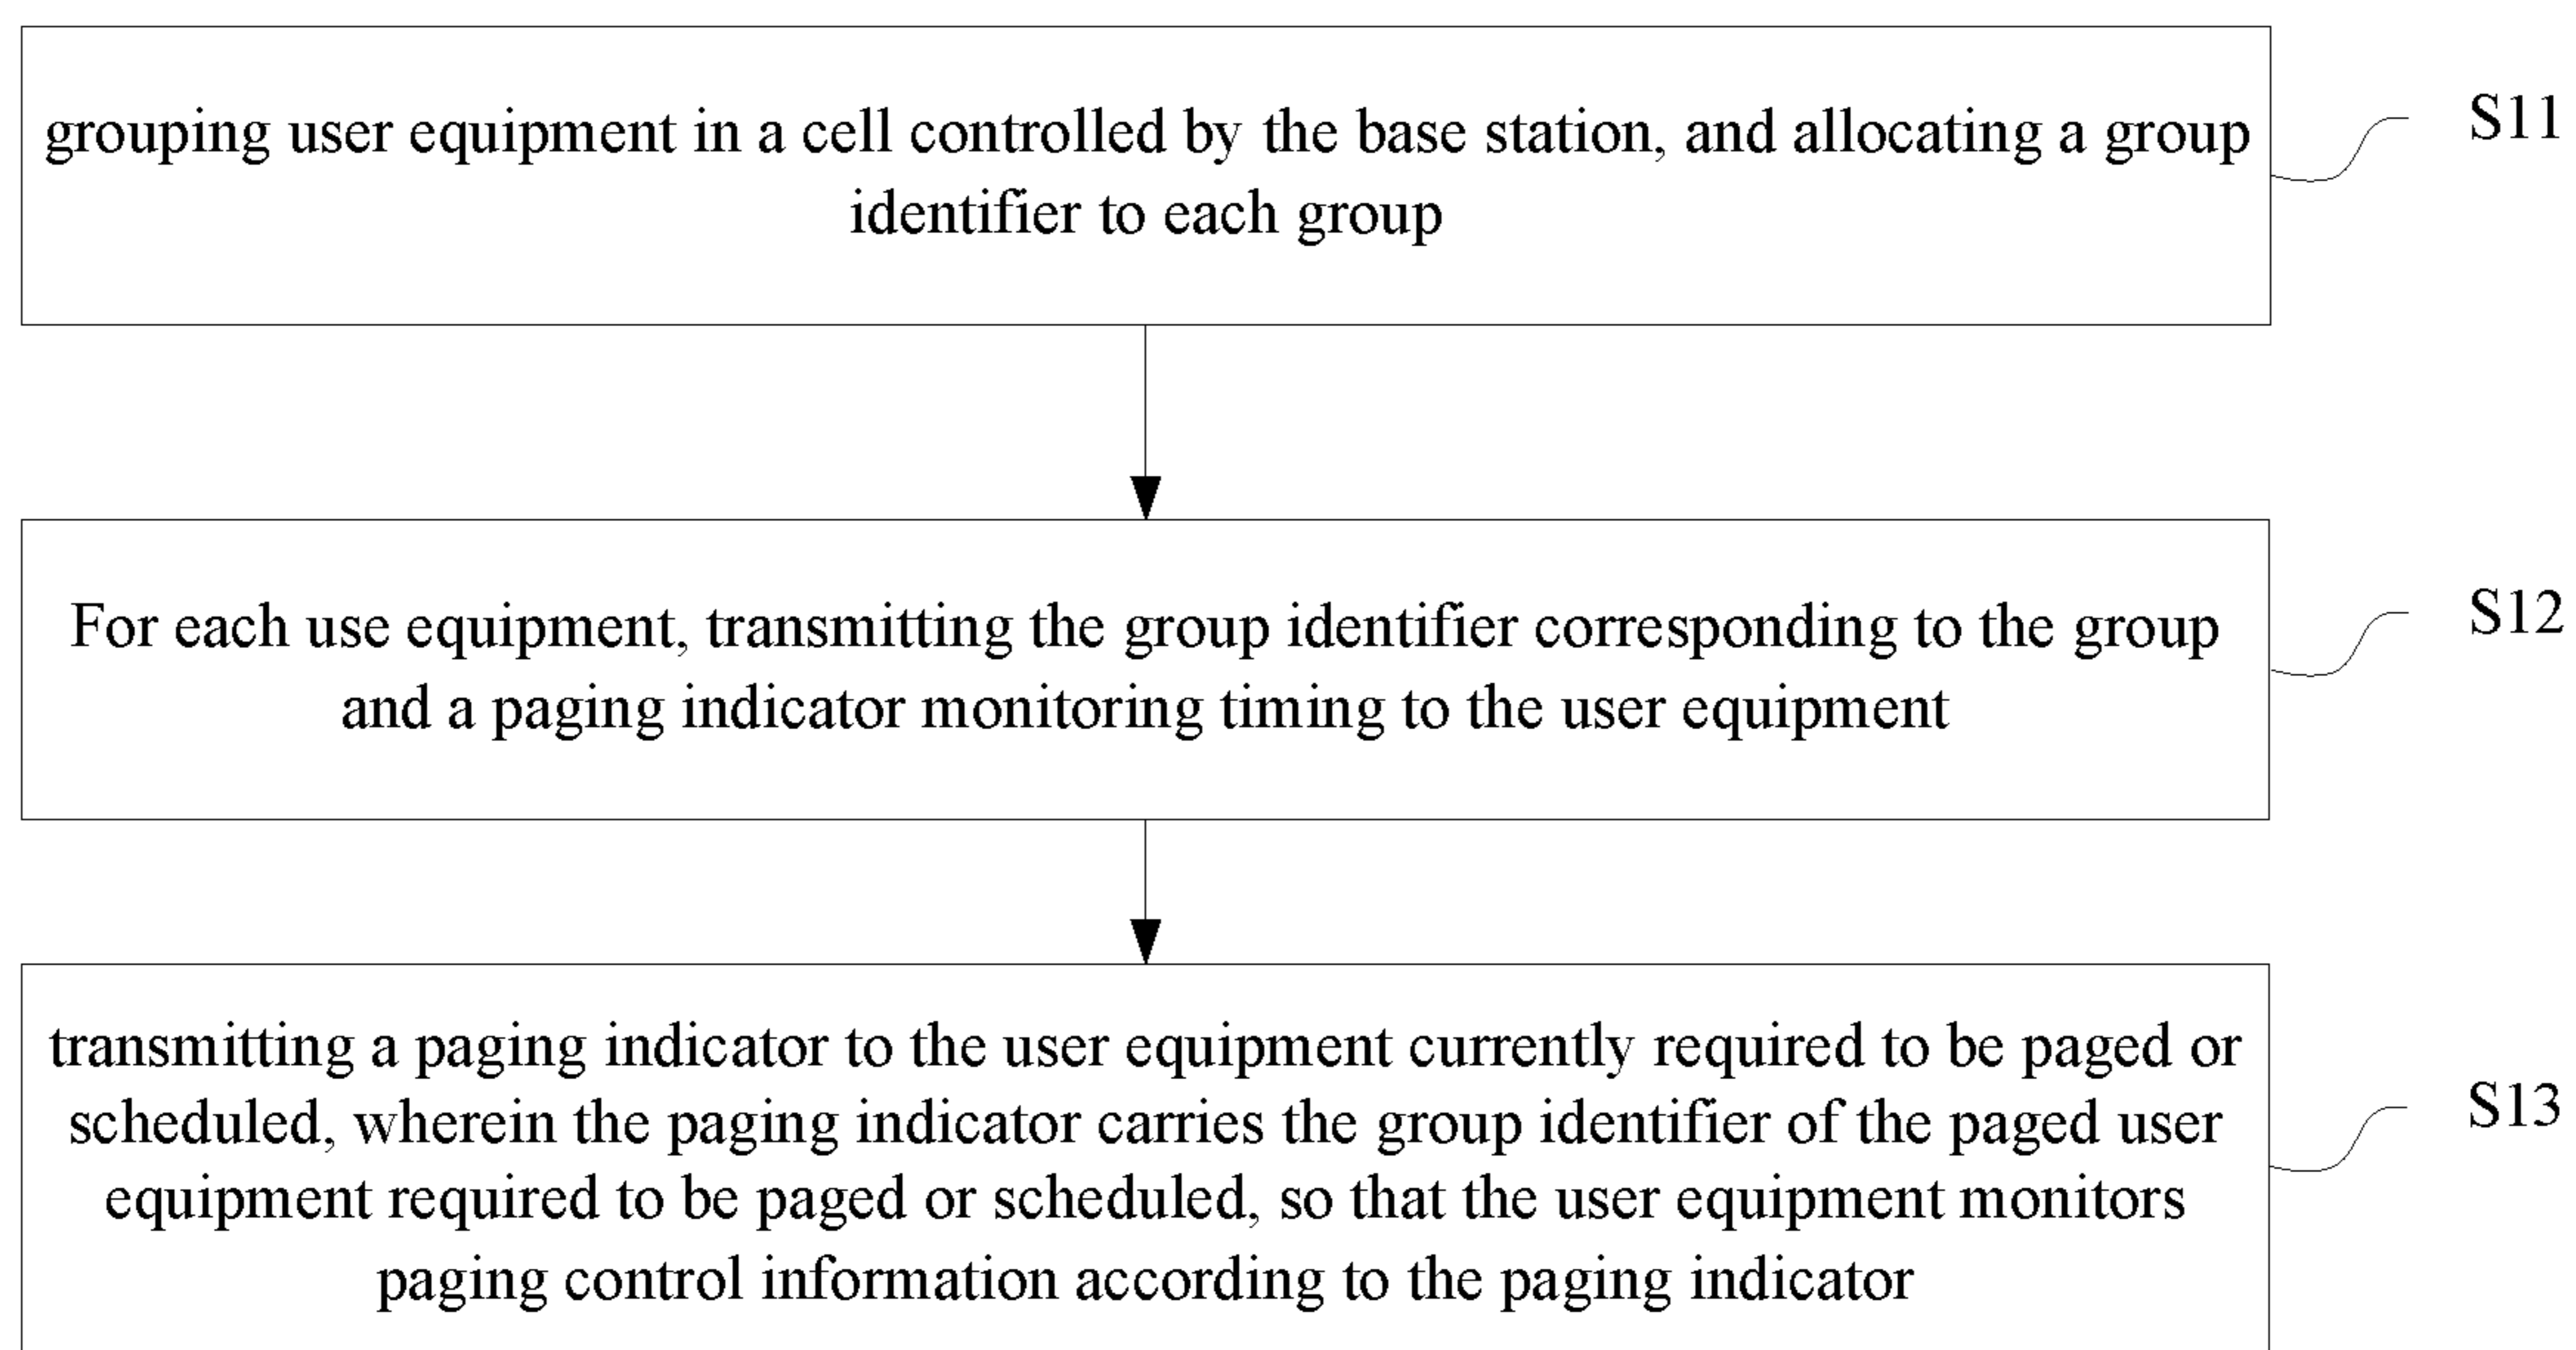 grouping user equipment in a cell controlled by the base station, and allocating a group
identifier to each group
S11
For each use equipment, transmitting the group identifier corresponding to the group
and a paging indicator monitoring timing to the user equipment
S12
transmitting a paging indicator to the user equipment currently required to be paged or
scheduled, wherein the paging indicator carries the group identifier of the paged user
equipment required to be paged or scheduled, so that the user equipment monitors
paging control information according to the paging indicator
S13